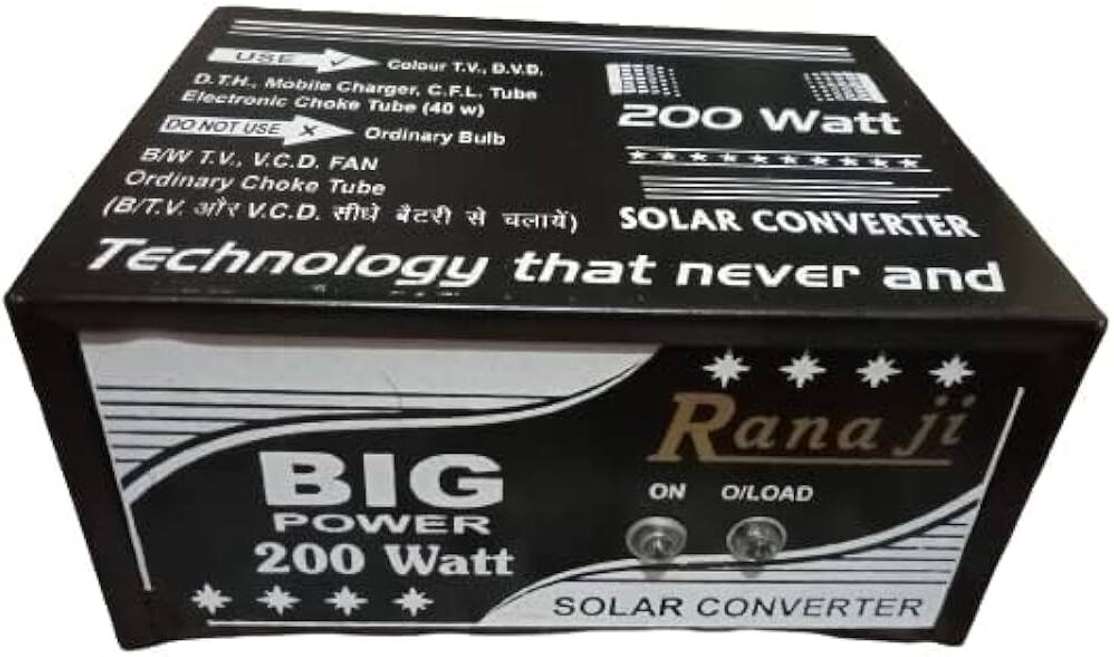 USE ✓ Colour T.V., D.V.D.
D.T.H., Mobile Charger, C.F.L. Tube
Electronic Choke Tube (40 w)
DO NOT USE × Ordinary Bulb
B/W T.V., V.C.D. FAN
Ordinary Choke Tube
(B/T.V. और V.C.D. सीधे बैटरी से चलायें)
200 Watt
SOLAR CONVERTER
Technology that never and
BIG
POWER
200 Watt
Rana ji
ON O/LOAD
SOLAR CONVERTER